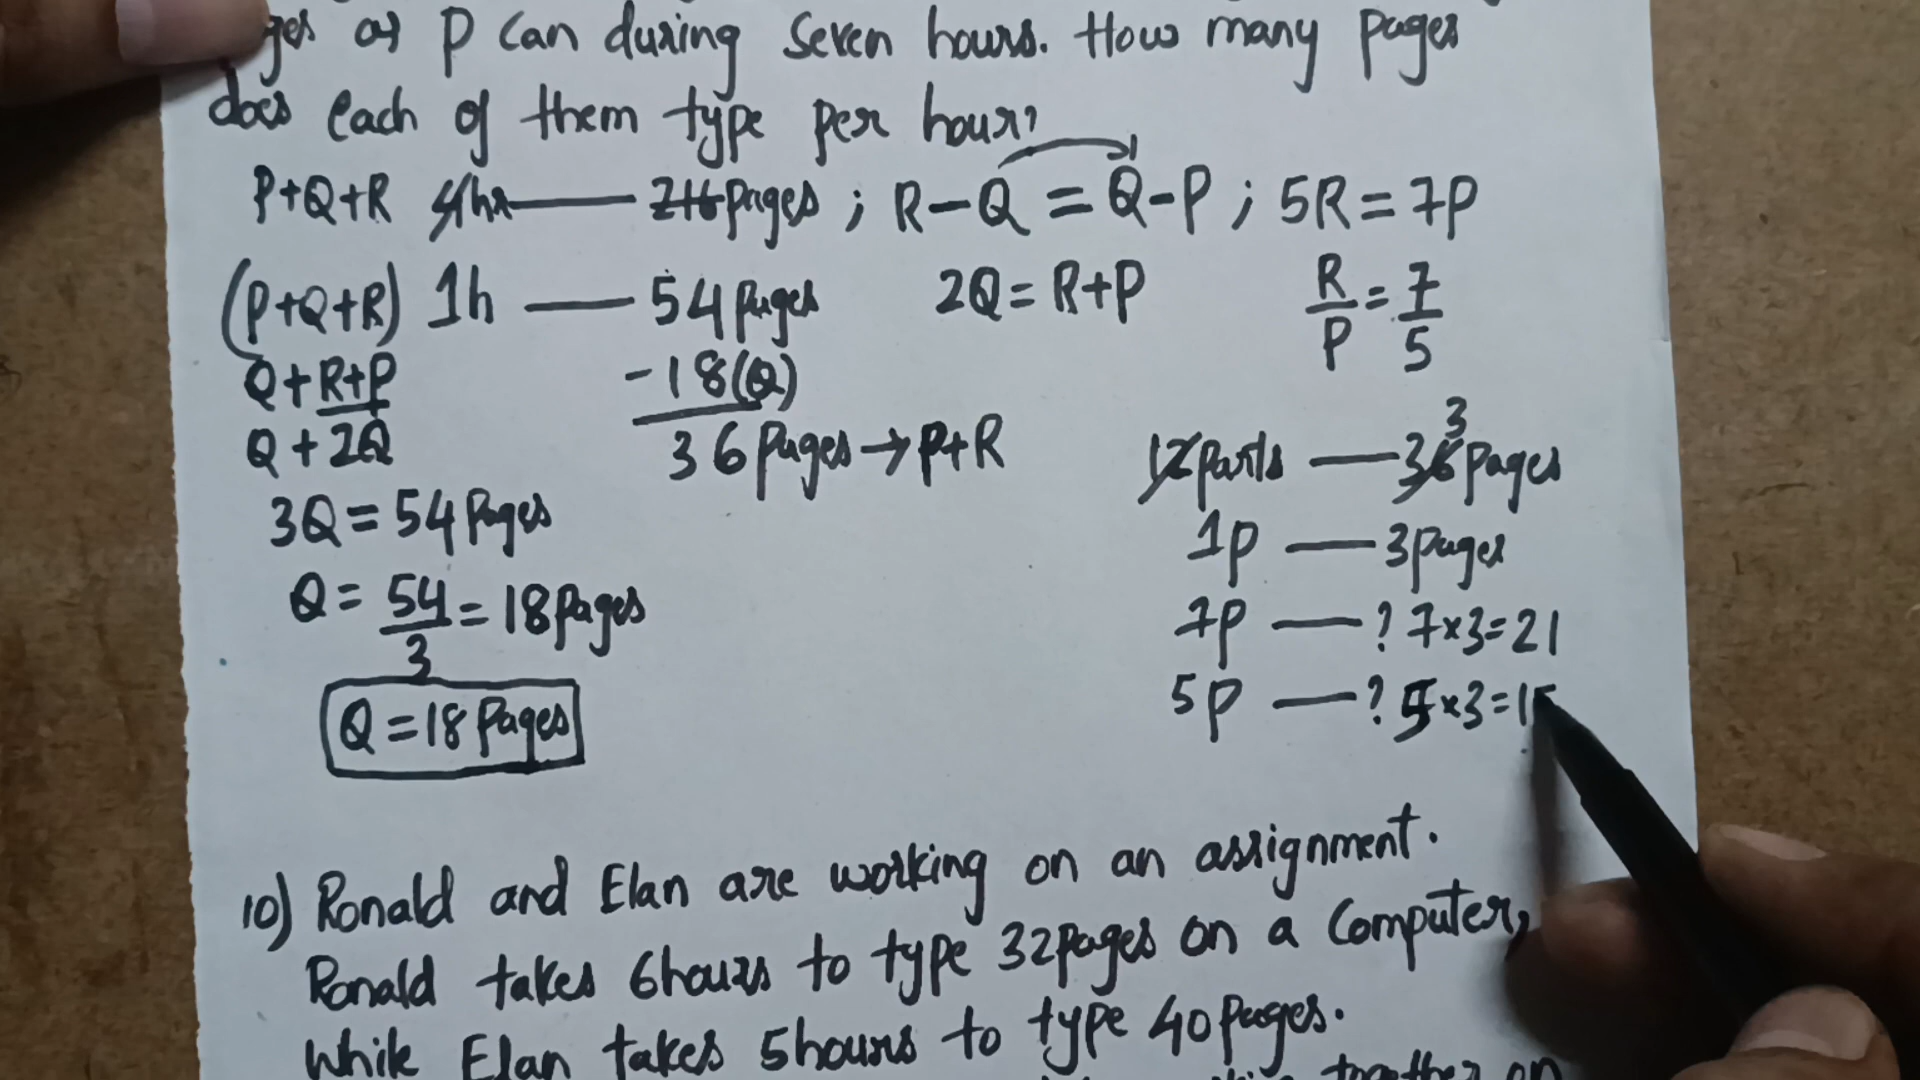 as P can during seven hours. How many pages
does each of them type per hour?
P+Q+R 4hr — 216 pages ; R-Q = Q-P ; 5R = 7P
(P+Q+R) 1h — 54 pages 2Q = R+P R/P = 7/5
Q+R+P -18(Q)
Q+2Q 36 pages → P+R 12 parts — 36 pages 3
3Q = 54 pages 1P — 3 pages
Q = 54/3 = 18 pages 7P — ? 7×3=21
Q = 18 pages 5P — ? 5×3=15
10) Ronald and Elan are working on an assignment.
Ronald takes 6 hours to type 32 pages on a computer,
While Elan takes 5 hours to type 40 pages.
together on